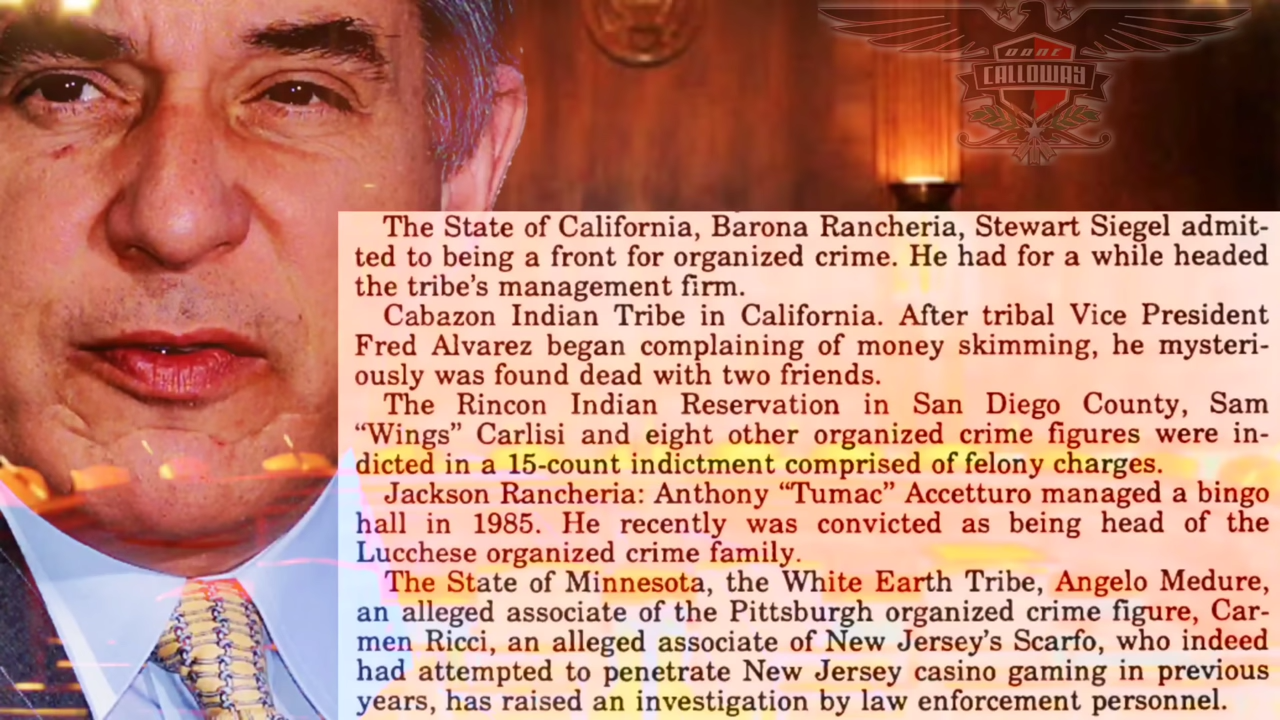 DANE
CALLOWAY
The State of California, Barona Rancheria, Stewart Siegel admit-
ted to being a front for organized crime. He had for a while headed
the tribe's management firm.
Cabazon Indian Tribe in California. After tribal Vice President
Fred Alvarez began complaining of money skimming, he mysteri-
ously was found dead with two friends.
The Rincon Indian Reservation in San Diego County, Sam
“Wings” Carlisi and eight other organized crime figures were in-
dicted in a 15-count indictment comprised of felony charges.
Jackson Rancheria: Anthony “Tumac” Accetturo managed a bingo
hall in 1985. He recently was convicted as being head of the
Lucchese organized crime family.
The State of Minnesota, the White Earth Tribe, Angelo Medure,
an alleged associate of the Pittsburgh organized crime figure, Car-
men Ricci, an alleged associate of New Jersey's Scarfo, who indeed
had attempted to penetrate New Jersey casino gaming in previous
years, has raised an investigation by law enforcement personnel.